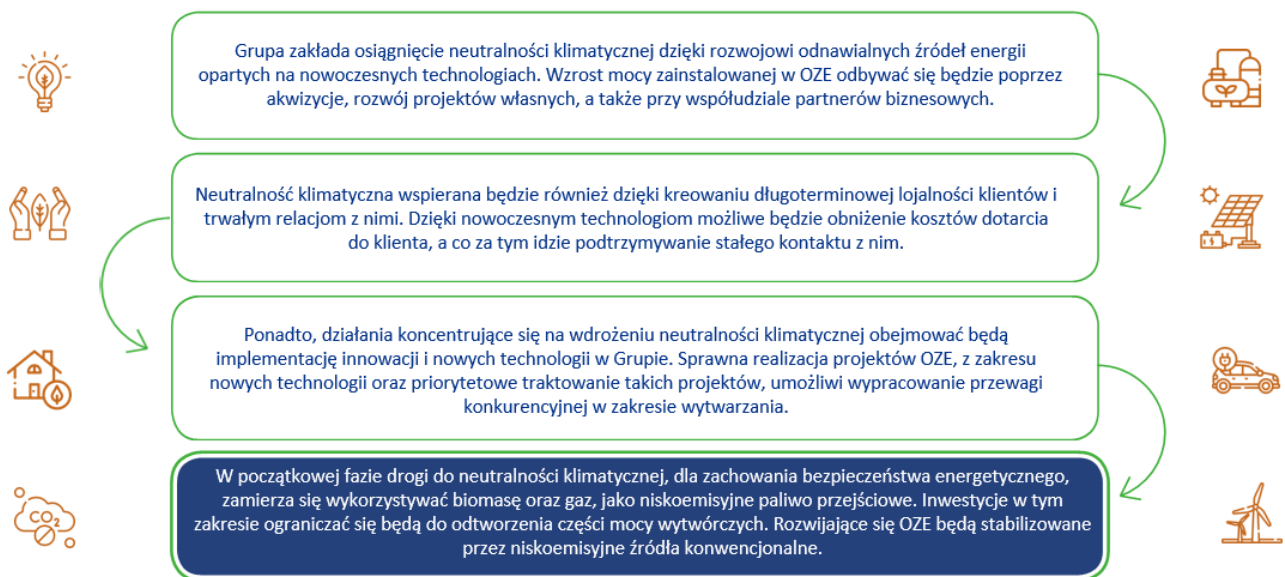 Grupa zakłada osiągnięcie neutralności klimatycznej dzięki rozwojowi odnawialnych źródeł energii
opartych na nowoczesnych technologiach. Wzrost mocy zainstalowanej w OZE odbywać się będzie poprzez
akwizycje, rozwój projektów własnych, a także przy współudziale partnerów biznesowych.
Neutralność klimatyczna wspierana będzie również dzięki kreowaniu długoterminowej lojalności klientów i
trwałym relacjom z nimi. Dzięki nowoczesnym technologiom możliwe będzie obniżenie kosztów dotarcia
do klienta, a co za tym idzie podtrzymywanie stałego kontaktu z nim.
Ponadto, działania koncentrujące się na wdrożeniu neutralności klimatycznej obejmować będą
implementację innowacji i nowych technologii w Grupie. Sprawna realizacja projektów OZE, z zakresu
nowych technologii oraz priorytetowe traktowanie takich projektów, umożliwi wypracowanie przewagi
konkurencyjnej w zakresie wytwarzania.
W początkowej fazie drogi do neutralności klimatycznej, dla zachowania bezpieczeństwa energetycznego,
zamierza się wykorzystywać biomasę oraz gaz, jako niskoemisyjne paliwo przejściowe. Inwestycje w tym
zakresie ograniczać się będą do odtworzenia części mocy wytwórczych. Rozwijające się OZE będą stabilizowane
przez niskoemisyjne źródła konwencjonalne.
CO2